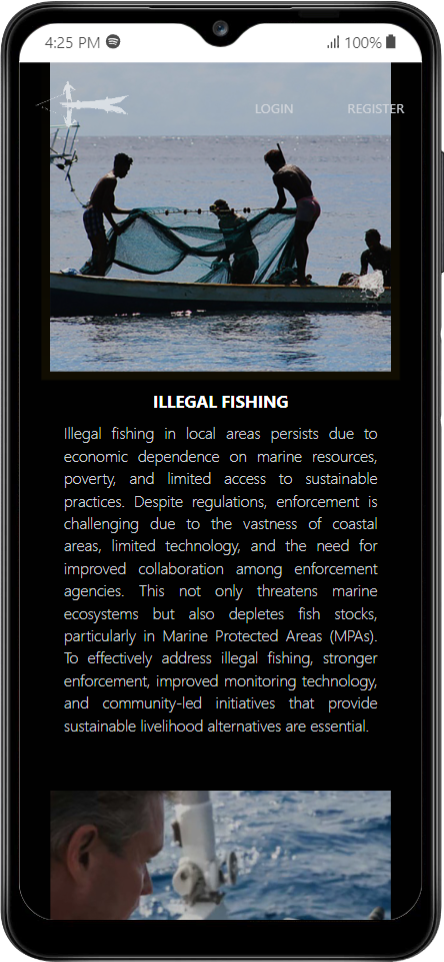 4:25 PM 100%
LOGIN REGISTER
ILLEGAL FISHING
Illegal fishing in local areas persists due to
economic dependence on marine resources,
poverty, and limited access to sustainable
practices. Despite regulations, enforcement is
challenging due to the vastness of coastal
areas, limited technology, and the need for
improved collaboration among enforcement
agencies. This not only threatens marine
ecosystems but also depletes fish stocks,
particularly in Marine Protected Areas (MPAs).
To effectively address illegal fishing, stronger
enforcement, improved monitoring technology,
and community-led initiatives that provide
sustainable livelihood alternatives are essential.